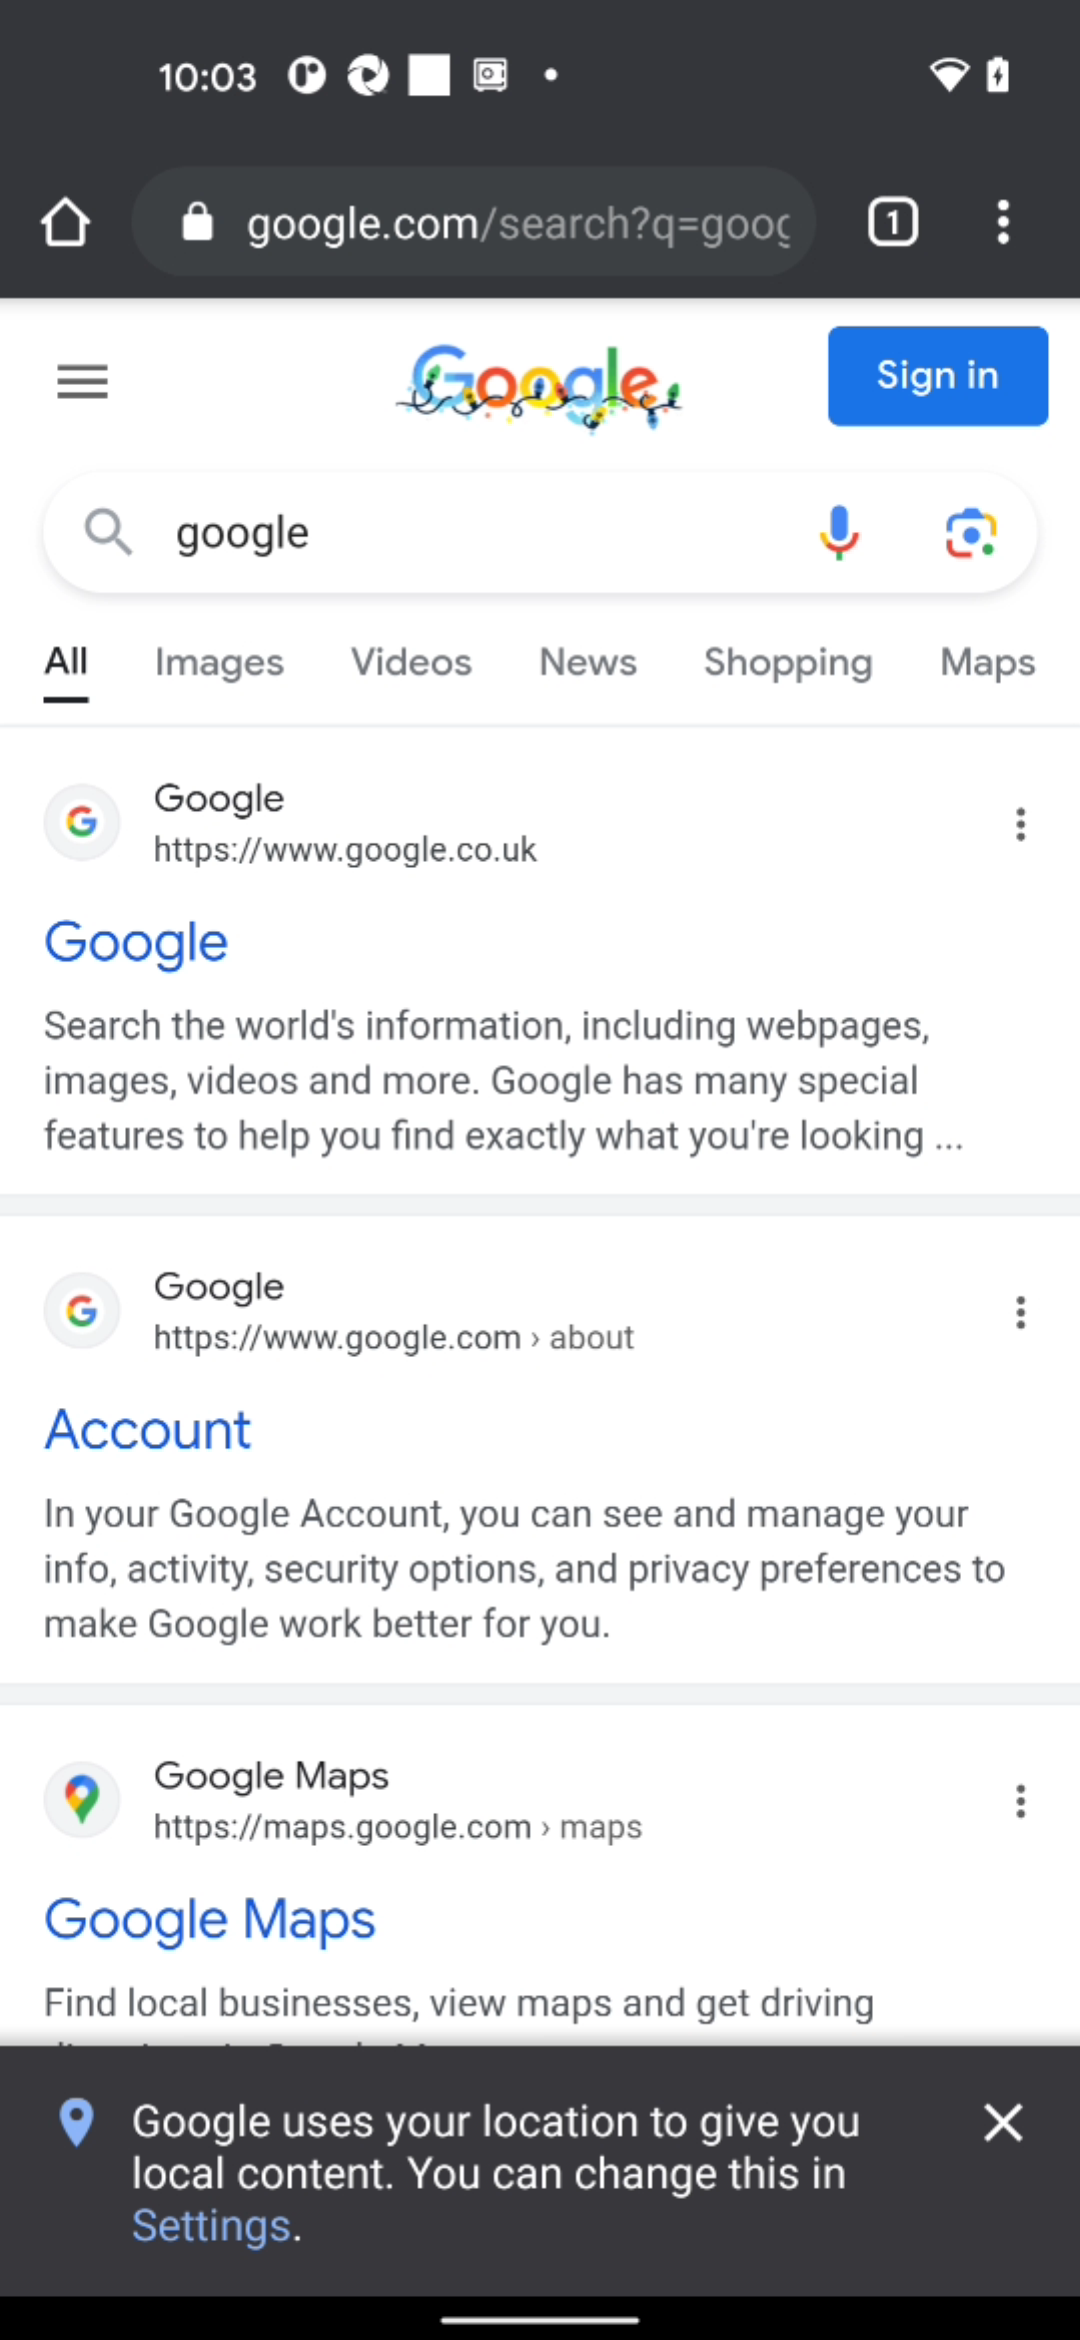 10:03
google.com/search?q=goog
1
Google
Sign in
google
All Images Videos News Shopping Maps
Google
https://www.google.co.uk
Google
Search the world's information, including webpages,
images, videos and more. Google has many special
features to help you find exactly what you're looking ...
Google
https://www.google.com › about
Account
In your Google Account, you can see and manage your
info, activity, security options, and privacy preferences to
make Google work better for you.
Google Maps
https://maps.google.com › maps
Google Maps
Find local businesses, view maps and get driving
Google uses your location to give you
local content. You can change this in
Settings.